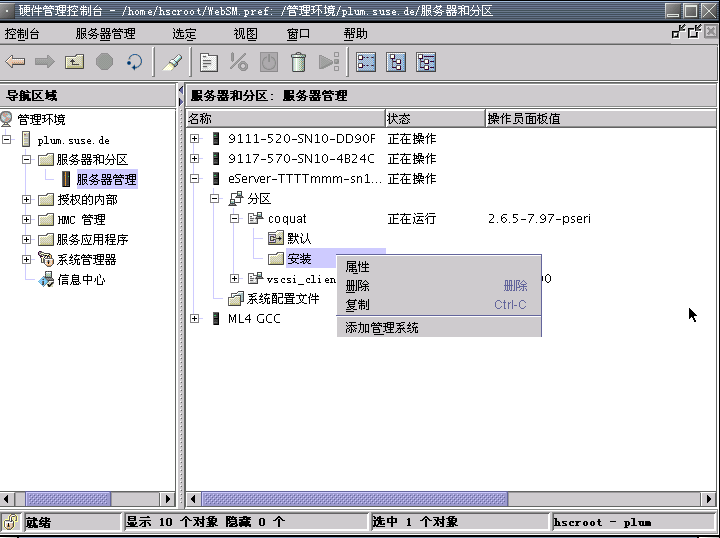 硬件管理控制台 - /home/hscroot/WebSM.pref: /管理环境/plum.suse.de/服务器和分区
控制台 服务器管理 选定 视图 窗口 帮助
导航区域
管理环境
plum.suse.de
服务器和分区
服务器管理
授权的内部
HMC 管理
服务应用程序
系统管理器
信息中心
服务器和分区: 服务器管理
名称 状态 操作员面板值
9111-520-SN10-DD90F 正在操作
9117-570-SN10-4B24C 正在操作
eServer-TTTTmmm-sn1... 正在操作
分区
coquat 正在运行 2.6.5-7.97-pseri
默认
安装
vscsi_clien
系统配置文件
ML4 GCC
属性
删除 删除
复制 Ctrl-C
添加管理系统
就绪 显示 10 个对象 隐藏 0 个 选中 1 个对象 hscroot - plum